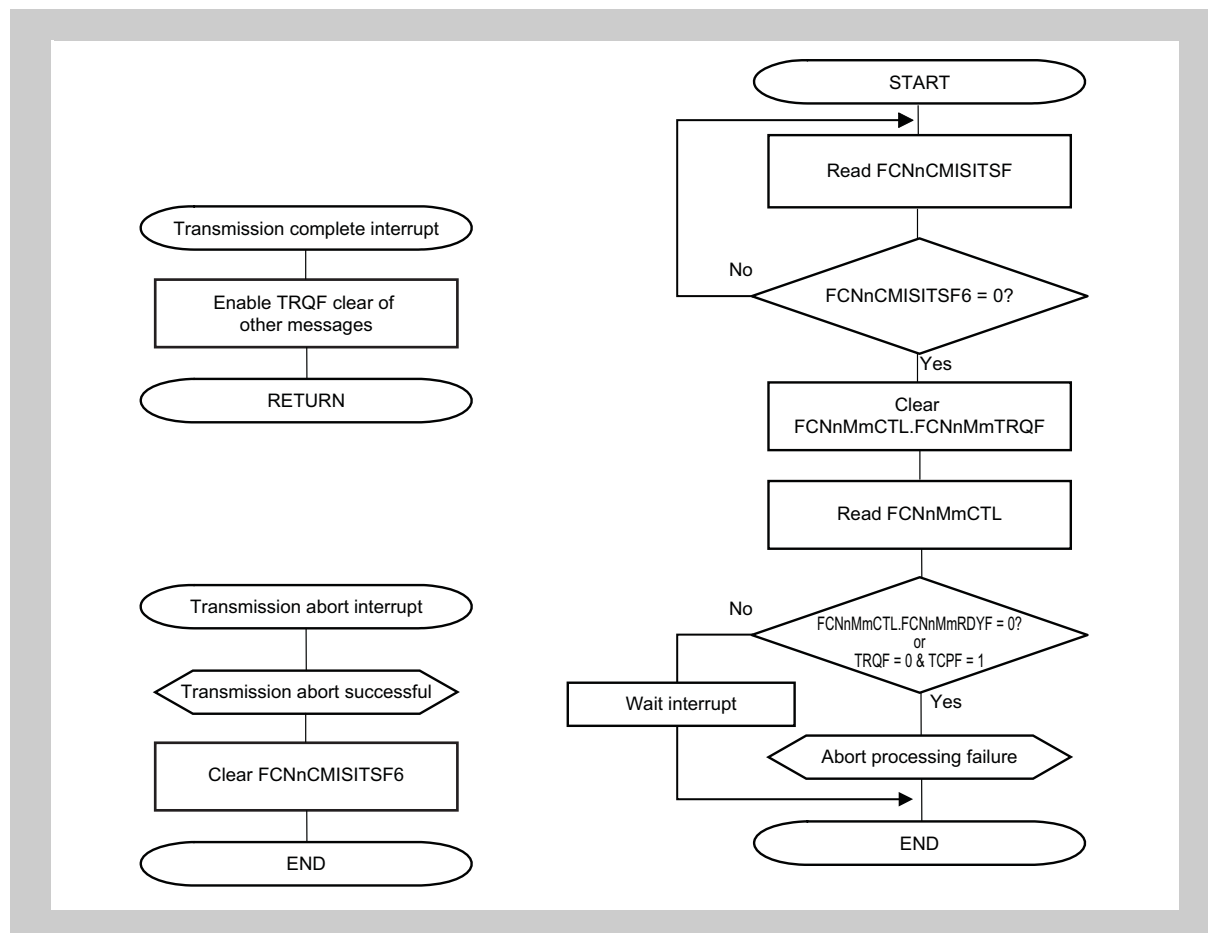 Transmission complete interrupt
Enable TRQF clear of
other messages
RETURN
Transmission abort interrupt
Transmission abort successful
Clear FCNnCMISITSF6
END
START
Read FCNnCMISITSF
No
FCNnCMISITSF6 = 0?
Yes
Clear
FCNnMmCTL.FCNnMmTRQF
Read FCNnMmCTL
No
FCNnMmCTL.FCNnMmRDYF = 0?
or
TRQF = 0 & TCPF = 1
Wait interrupt
Yes
Abort processing failure
END